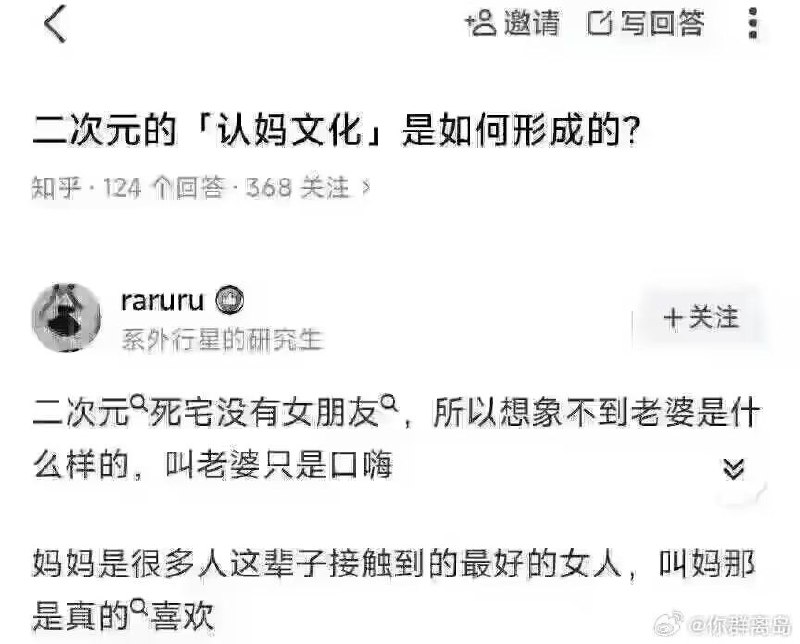 邀请 写回答
二次元的「认妈文化」是如何形成的?
知乎 · 124 个回答 · 368 关注 >
raruru
系外行星的研究生
+关注
二次元死宅没有女朋友，所以想象不到老婆是什
么样的，叫老婆只是口嗨
妈妈是很多人这辈子接触到的最好的女人，叫妈那
是真的喜欢
@你群离岛